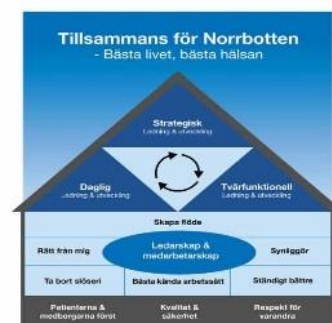 Tillsammans för Norrbotten
- Bästa livet, bästa hälsan
Strategisk
Ledning & utveckling
Daglig
Ledning & utveckling
Tvärfunktionell
Ledning & utveckling
Skapa flöde
Rätt från mig
Ledarskap &
medarbetarskap
Synliggör
Ta bort slöseri
Bästa kända arbetssätt
Ständigt bättre
Patienterna &
medborgarna först
Kvalitet &
säkerhet
Respekt för
varandra